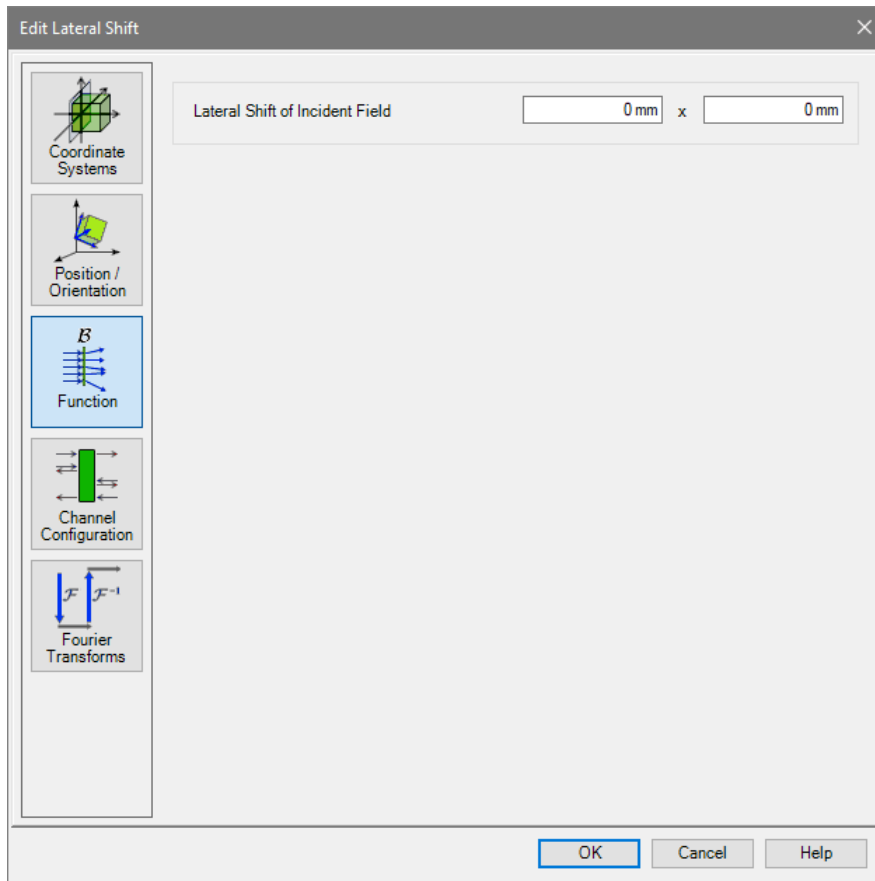 Edit Lateral Shift
Coordinate
Systems
Lateral Shift of Incident Field 0 mm x 0 mm
Position /
Orientation
ℬ
Function
Channel
Configuration
ℱ ℱ⁻¹
Fourier
Transforms
OK Cancel Help